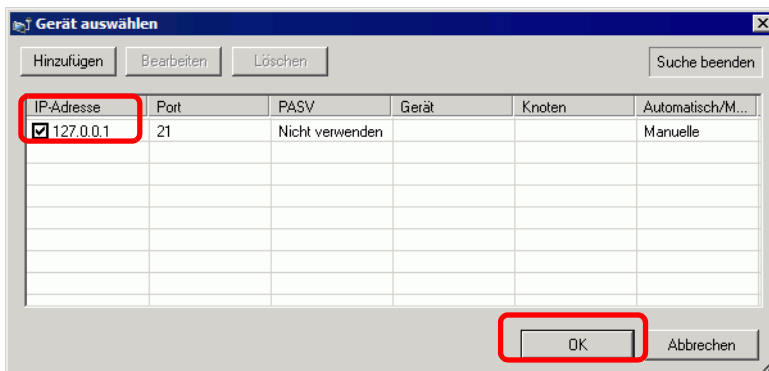 Gerät auswählen
Hinzufügen Bearbeiten Löschen Suche beenden
IP-Adresse Port PASV Gerät Knoten Automatisch/M...
127.0.0.1 21 Nicht verwenden Manuelle
OK Abbrechen